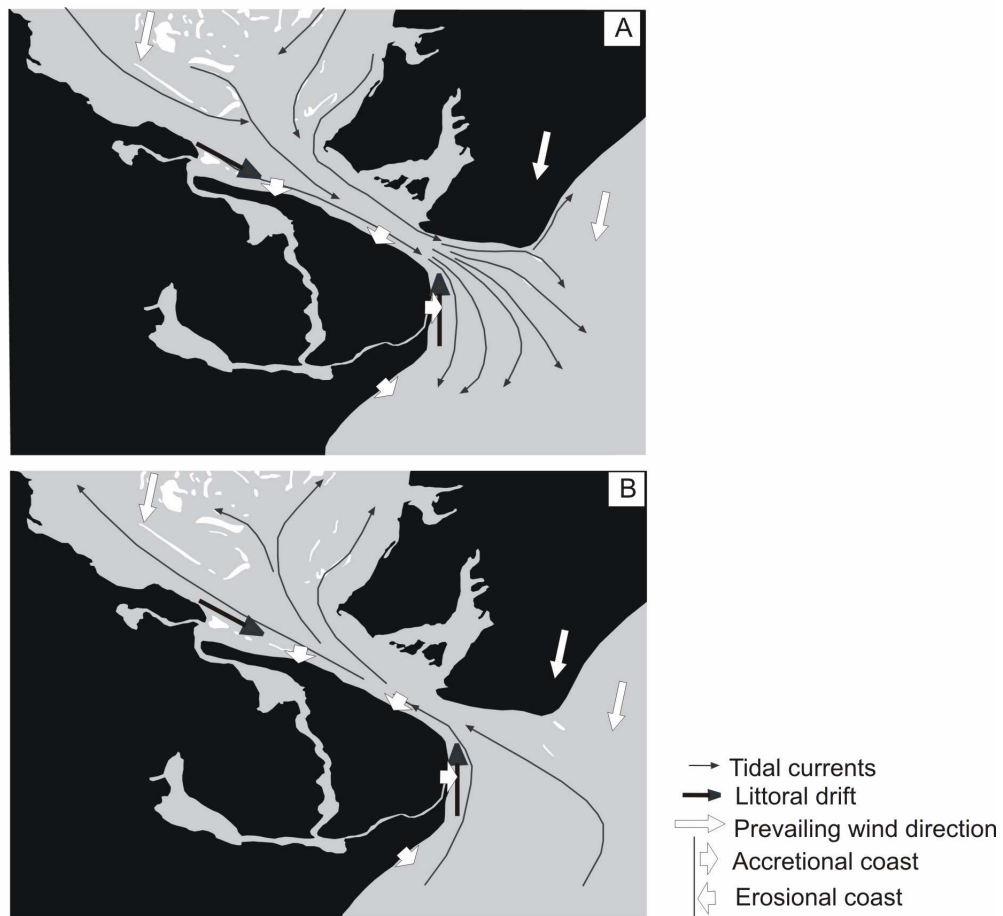 A
B
Tidal currents
Littoral drift
Prevailing wind direction
Accretional coast
Erosional coast